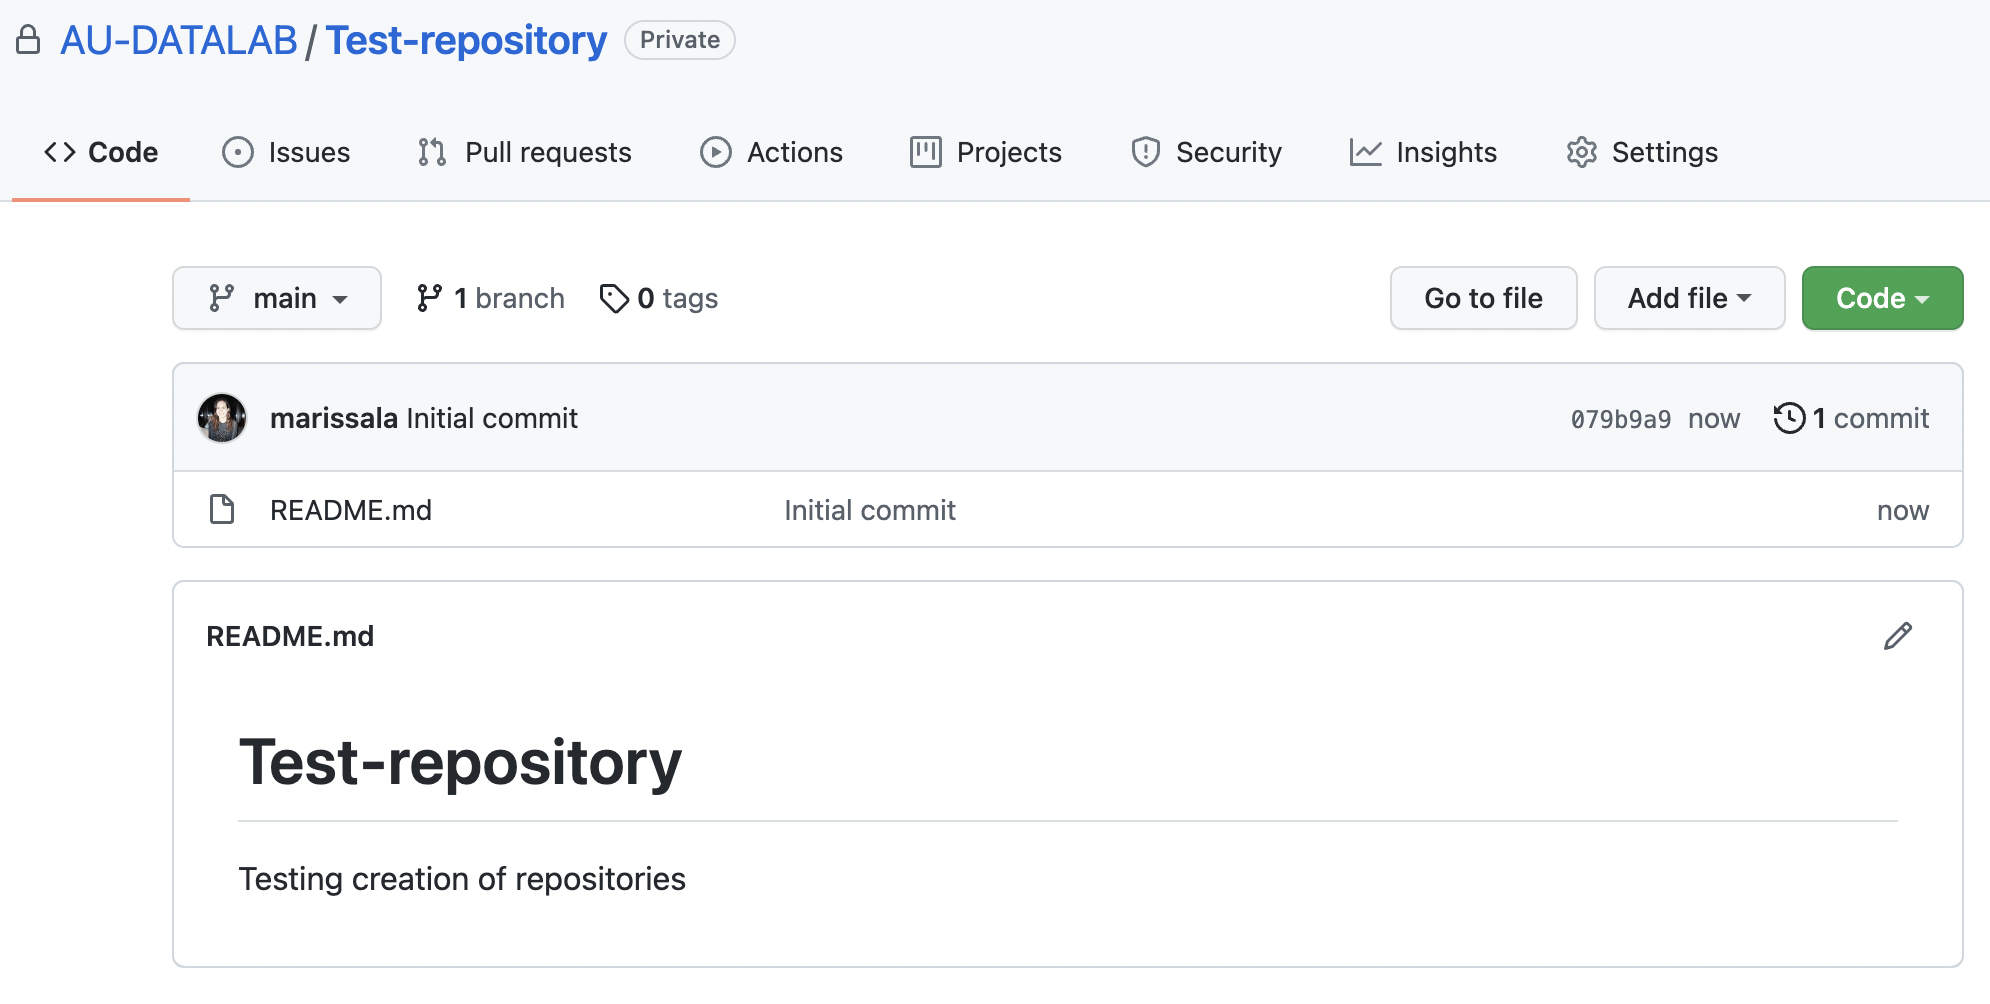 AU-DATALAB / Test-repository Private
Code Issues Pull requests Actions Projects Security Insights Settings
main 1 branch 0 tags Go to file Add file Code
marissala Initial commit 079b9a9 now 1 commit
README.md Initial commit now
README.md
Test-repository
Testing creation of repositories